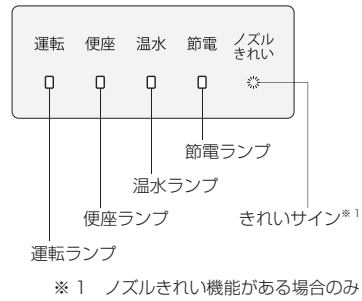 運転 便座 温水 節電 ノズル
きれい
節電ランプ
温水ランプ
便座ランプ きれいサイン※1
運転ランプ
※1 ノズルきれい機能がある場合のみ